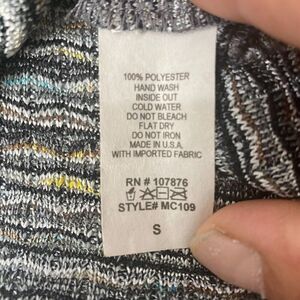 100% POLYESTER
HAND WASH
INSIDE OUT
COLD WATER
DO NOT BLEACH
FLAT DRY
DO NOT IRON
MADE IN U.S.A.
WITH IMPORTED FABRIC
RN # 107876
STYLE# MC109
S